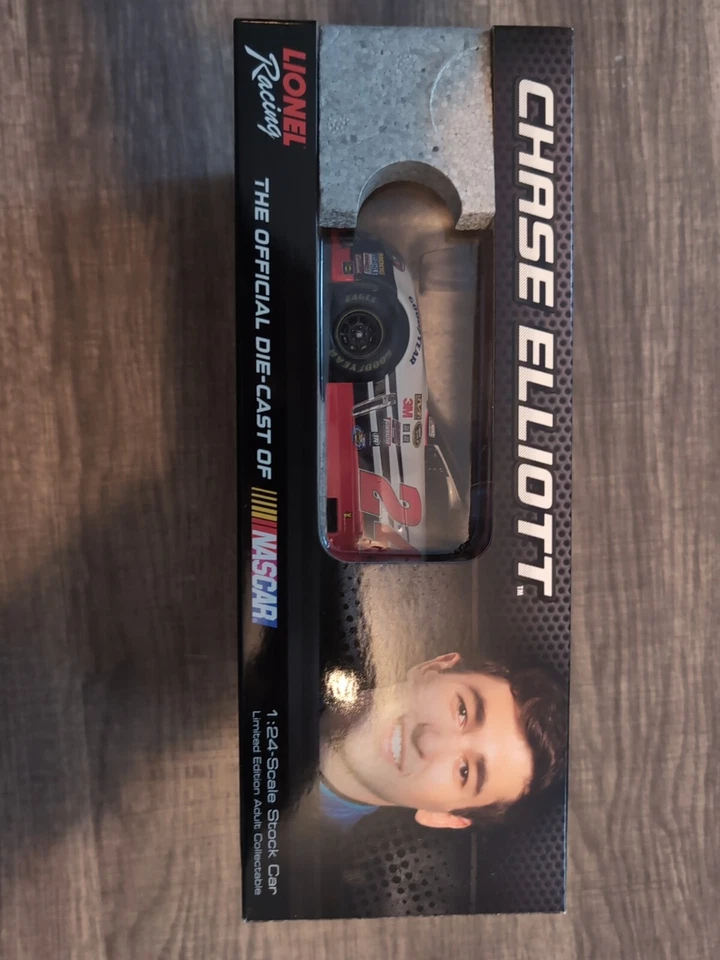 CHASE ELLIOTT™
GOODYEAR
3M
2
EAGLE
GOODYEAR
LIONEL
Racing
THE OFFICIAL DIE-CAST OF NASCAR
1:24-Scale Stock Car
Limited Edition Adult Collectable